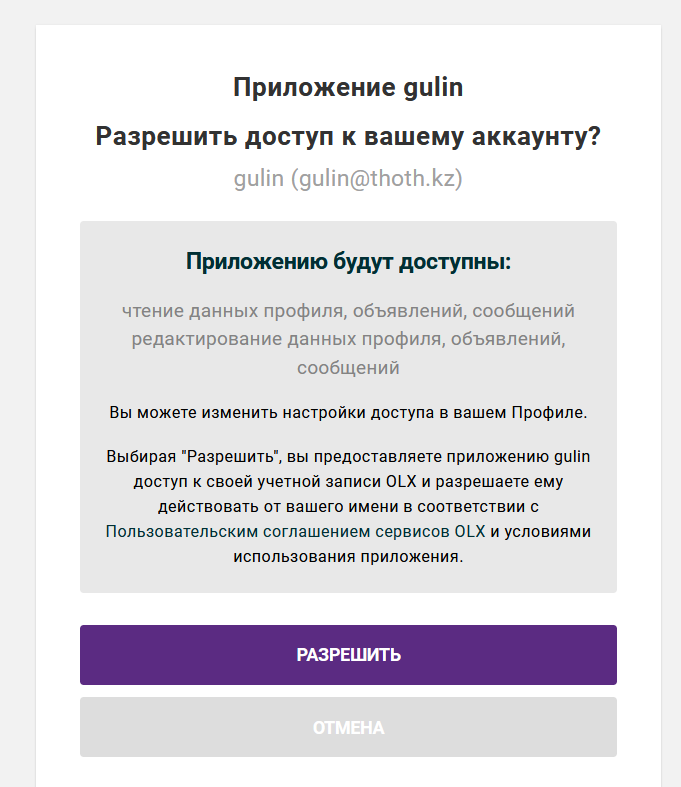 Приложение gulin
Разрешить доступ к вашему аккаунту?
gulin (gulin@thoth.kz)
Приложению будут доступны:
чтение данных профиля, объявлений, сообщений
редактирование данных профиля, объявлений,
сообщений
Вы можете изменить настройки доступа в вашем Профиле.
Выбирая "Разрешить", вы предоставляете приложению gulin
доступ к своей учетной записи OLX и разрешаете ему
действовать от вашего имени в соответствии с
Пользовательским соглашением сервисов OLX и условиями
использования приложения.
РАЗРЕШИТЬ
ОТМЕНА